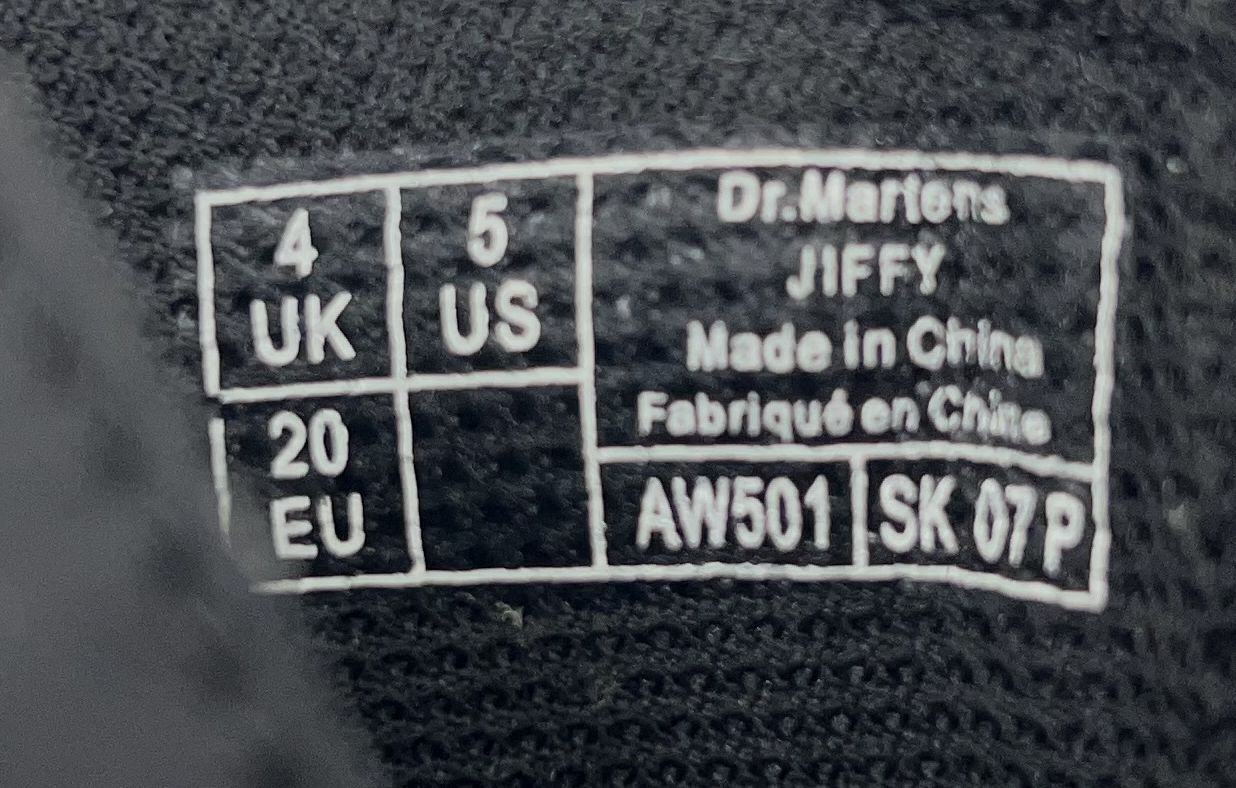 4
UK
5
US
20
EU
Dr.Martens
JIFFY
Made in China
Fabriqué en Chine
AW501
SK 07 P